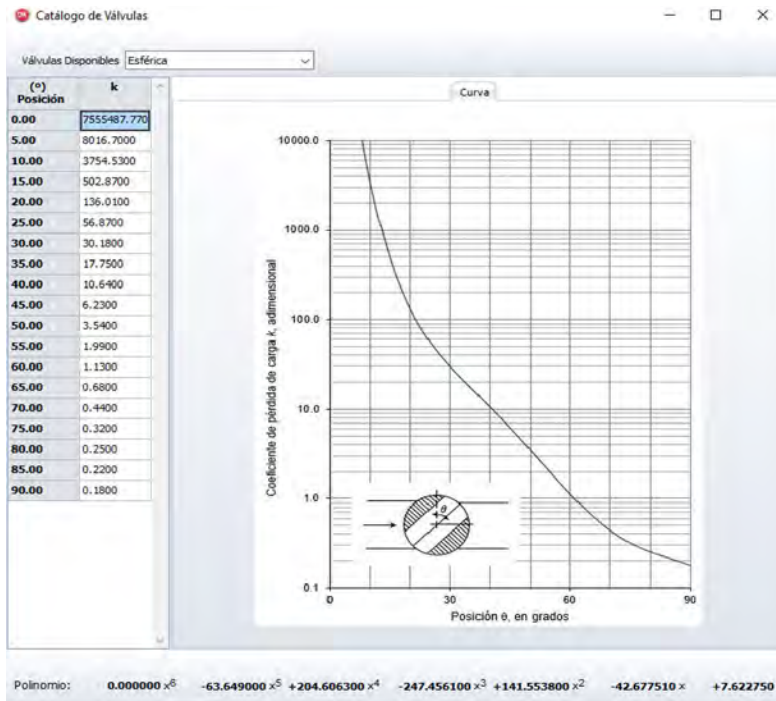 Catálogo de Válvulas
Válvulas Disponibles Esférica
(º) Posición k
0.00 7555487.770
5.00 8016.7000
10.00 3754.5300
15.00 502.8700
20.00 136.0100
25.00 56.8700
30.00 30.1800
35.00 17.7500
40.00 10.6400
45.00 6.2300
50.00 3.5400
55.00 1.9900
60.00 1.1300
65.00 0.6800
70.00 0.4400
75.00 0.3200
80.00 0.2500
85.00 0.2200
90.00 0.1800
Curva
Coeficiente de pérdida de carga k, adimensional
10000.0
1000.0
100.0
10.0
1.0
0.1
θ
0 30 60 90
Posición θ, en grados
Polinomio: 0.000000 x6 -63.649000 x5 +204.606300 x4 -247.456100 x3 +141.553800 x2 -42.677510 x +7.622750